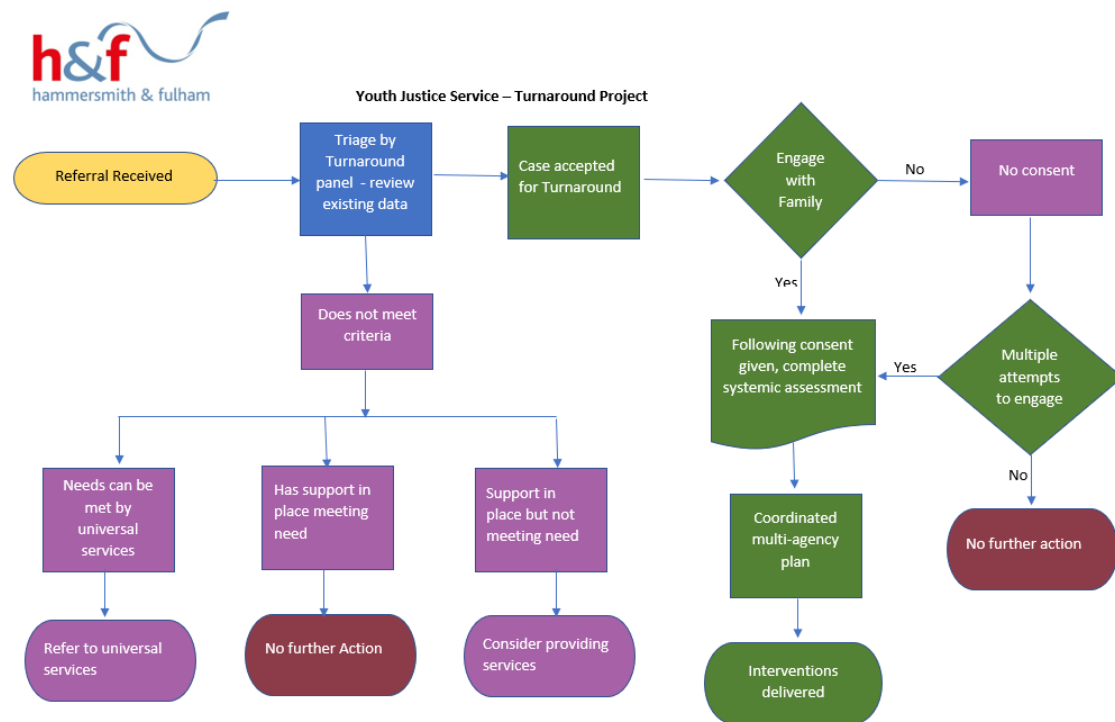 h&f
hammersmith & fulham
Youth Justice Service – Turnaround Project
Referral Received
Triage by
Turnaround
panel - review
existing data
Case accepted
for Turnaround
Engage
with
Family
No
No consent
Yes
Does not meet
criteria
Following consent
given, complete
systemic assessment
Yes
Multiple
attempts
to engage
No
Needs can be
met by
universal
services
Has support in
place meeting
need
Support in
place but not
meeting need
Coordinated
multi-agency
plan
No further action
Refer to universal
services
No further Action
Consider providing
services
Interventions
delivered